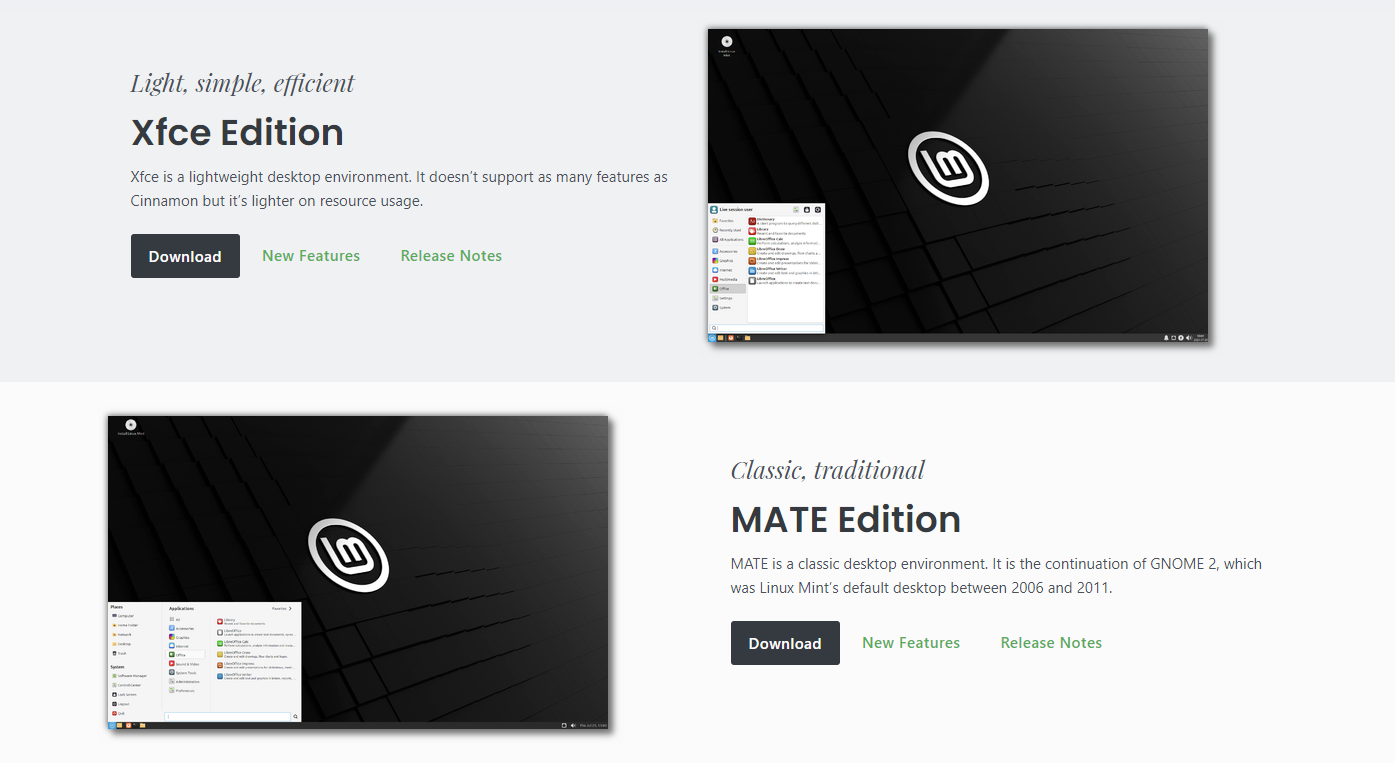 Light, simple, efficient
Xfce Edition
Xfce is a lightweight desktop environment. It doesn't support as many features as
Cinnamon but it's lighter on resource usage.
Download
New Features
Release Notes
Live session user
Favorites
Recently Used
All Applications
Accessories
Graphics
Internet
Multimedia
Office
Settings
System
Dictionary
Library
LibreOffice Calc
LibreOffice Draw
LibreOffice Impress
LibreOffice Writer
LibreOffice
Classic, traditional
MATE Edition
MATE is a classic desktop environment. It is the continuation of GNOME 2, which
was Linux Mint's default desktop between 2006 and 2011.
Download
New Features
Release Notes
Places
Computer
Home Folder
Network
Desktop
Trash
System
Software Manager
Control Center
Lock Screen
Logout
Quit
Applications
Favorites
All
Accessories
Graphics
Internet
Office
Sound & Video
System Tools
Administration
Preferences
Library
LibreOffice
LibreOffice Calc
LibreOffice Draw
LibreOffice Impress
LibreOffice Writer